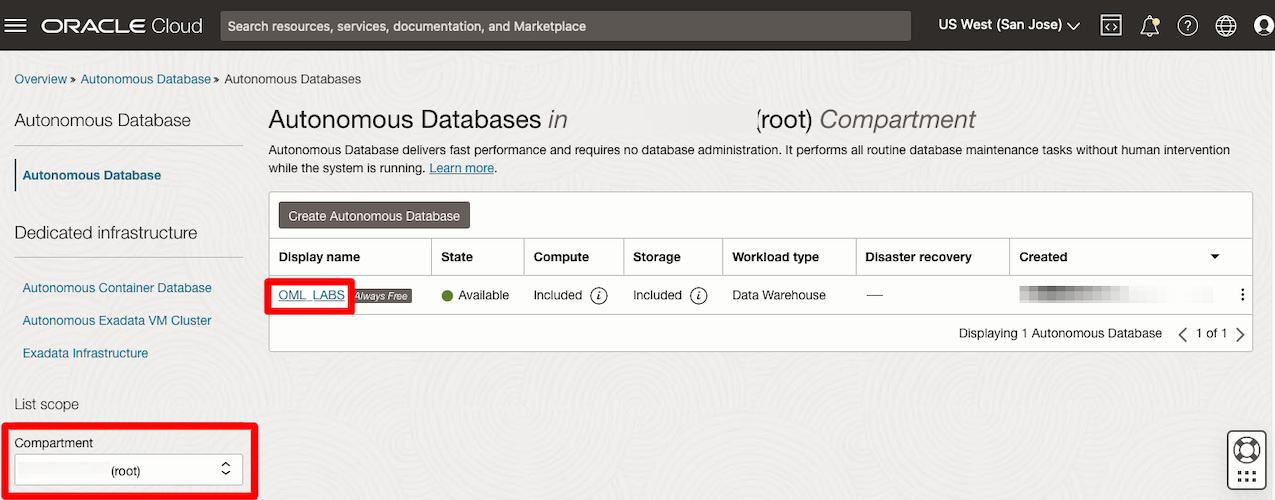 ORACLE Cloud
Search resources, services, documentation, and Marketplace
US West (San Jose)
Overview » Autonomous Database » Autonomous Databases
Autonomous Database
Autonomous Database
Dedicated infrastructure
Autonomous Container Database
Autonomous Exadata VM Cluster
Exadata Infrastructure
List scope
Compartment
(root)
Autonomous Databases in (root) Compartment
Autonomous Database delivers fast performance and requires no database administration. It performs all routine database maintenance tasks without human intervention
while the system is running. Learn more.
Create Autonomous Database
Display name State Compute Storage Workload type Disaster recovery Created
OML_LABS Always Free Available Included i Included i Data Warehouse —
Displaying 1 Autonomous Database < 1 of 1 >